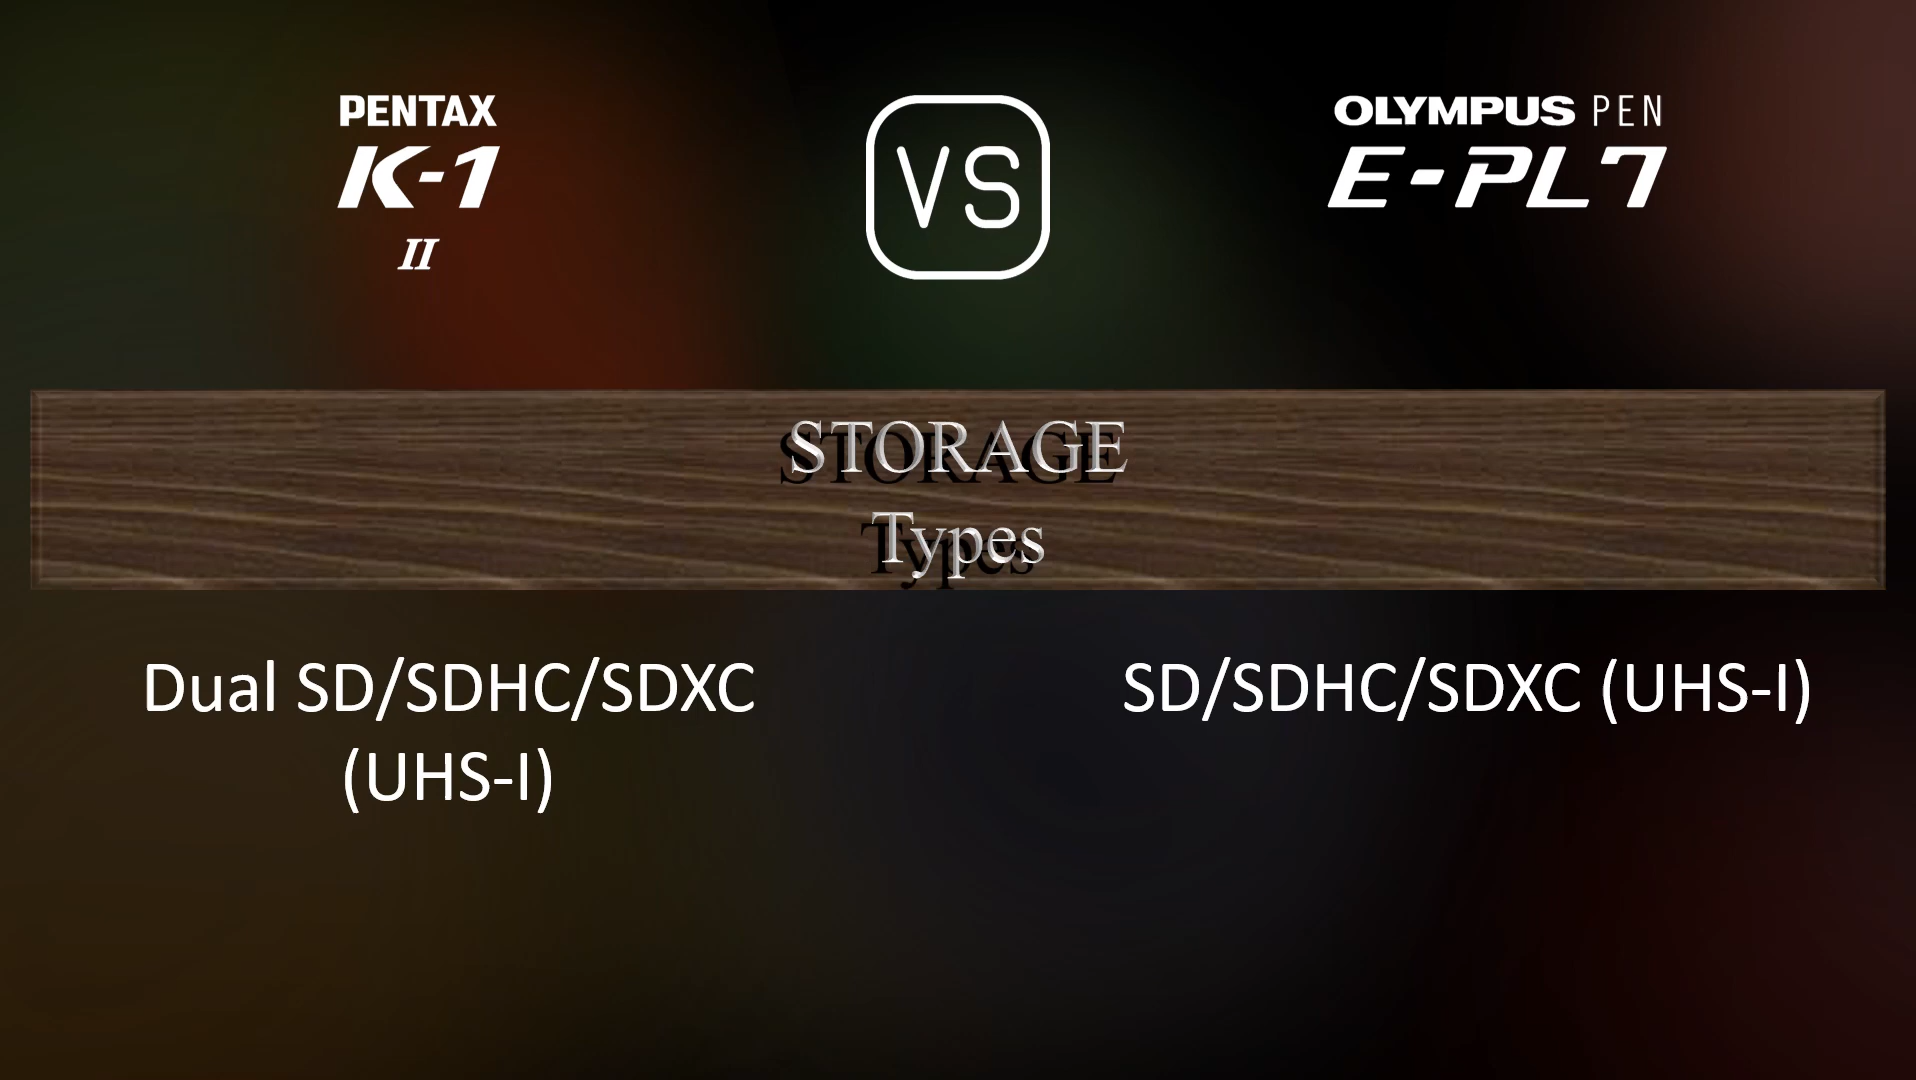 PENTAX
K-1
II
VS
OLYMPUS PEN
E-PL7
STORAGE
Types
Dual SD/SDHC/SDXC
(UHS-I)
SD/SDHC/SDXC (UHS-I)